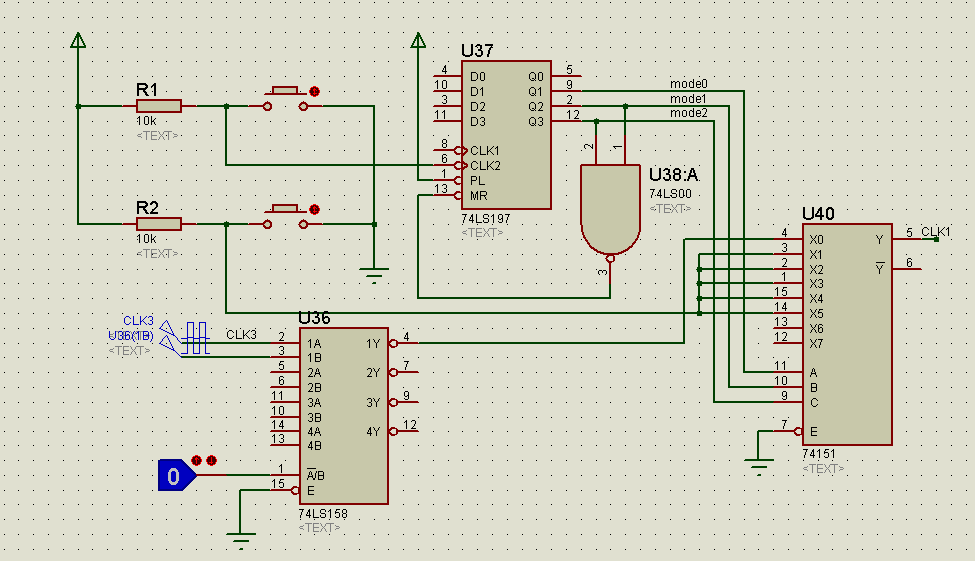 R1
10k
<TEXT>
R2
10k
<TEXT>
U37
4 D0 Q0 5
10 D1 Q1 9
3 D2 Q2 2
11 D3 Q3 12
8 CLK1
6 CLK2
1 PL
13 MR
74LS197
<TEXT>
mode0
mode1
mode2
2 1
U38:A
74LS00
<TEXT>
3
U40
4 X0 Y 5 CLK1
3 X1
2 X2 Y 6
1 X3
15 X4
14 X5
13 X6
12 X7
11 A
10 B
9 C
7 E
74151
<TEXT>
U36
CLK3
U36(1B)
<TEXT>
CLK3
2 1A 1Y 4
3 1B
5 2A 2Y 7
6 2B
11 3A 3Y 9
10 3B
14 4A 4Y 12
13 4B
0
1 A/B
15 E
74LS158
<TEXT>